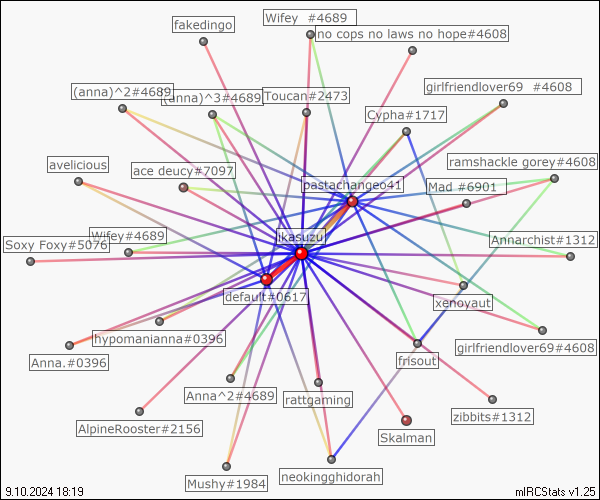 Wifey  #4689
fakedingo
no cops no laws no hope#4608
(anna)^2#4689
(anna)^3#4689
Toucan#2473
girlfriendlover69  #4608
Cypha#1717
avelicious
ace deucy#7097
ramshackle gorey#4608
pastachange041
Mad #6901
Soxy Foxy#5076
Wifey#4689
ikasuzu
Annarchist#1312
default#0617
xenoyaut
hypomanianna#0396
Anna.#0396
frisout
girlfriendlover69#4608
Anna^2#4689
rattgaming
zibbits#1312
AlpineRooster#2156
Skalman
Mushy#1984
neokingghidorah
9.10.2024 18:19
mIRCStats v1.25